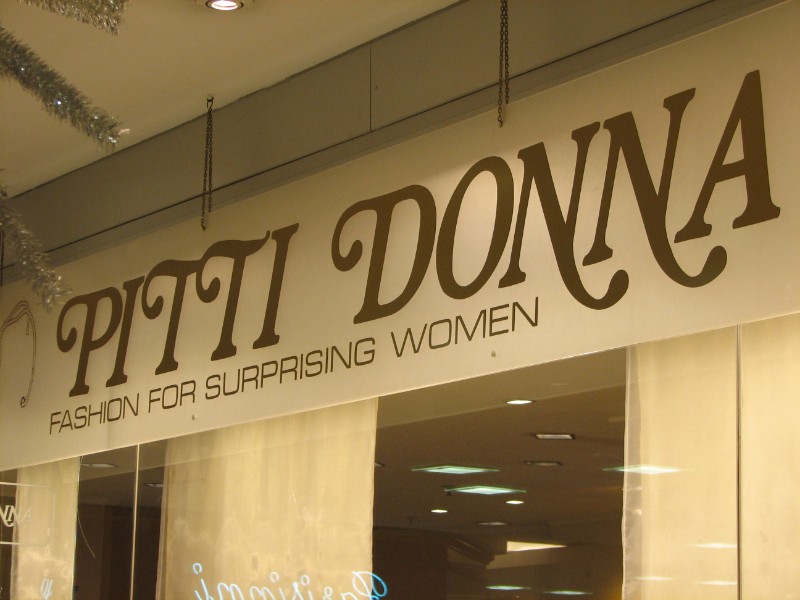 PITTI DONNA
FASHION FOR SURPRISING WOMEN